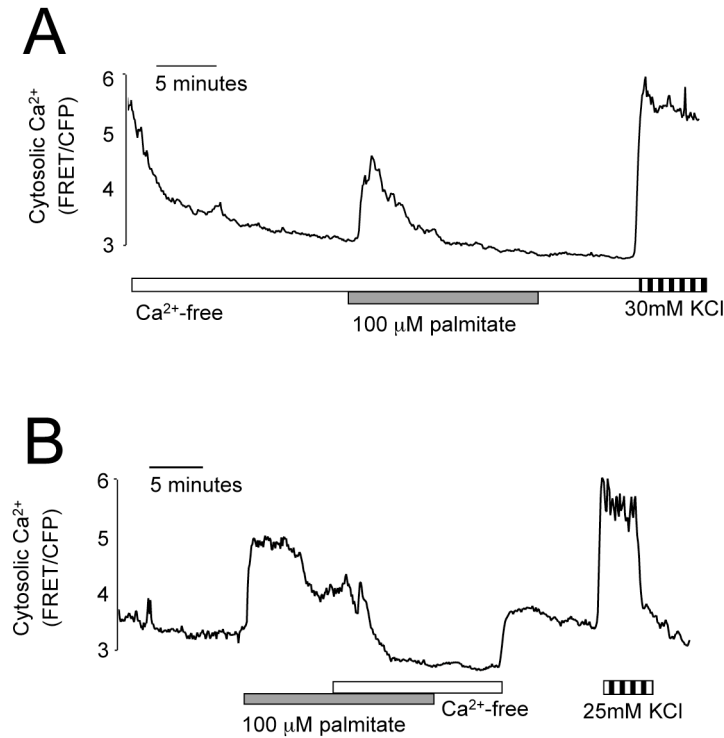 A
5 minutes
6
5
4
3
Cytosolic Ca²⁺
(FRET/CFP)
Ca²⁺-free
100 μM palmitate
30mM KCl
B
5 minutes
6
5
4
3
Cytosolic Ca²⁺
(FRET/CFP)
100 μM palmitate
Ca²⁺-free
25mM KCl